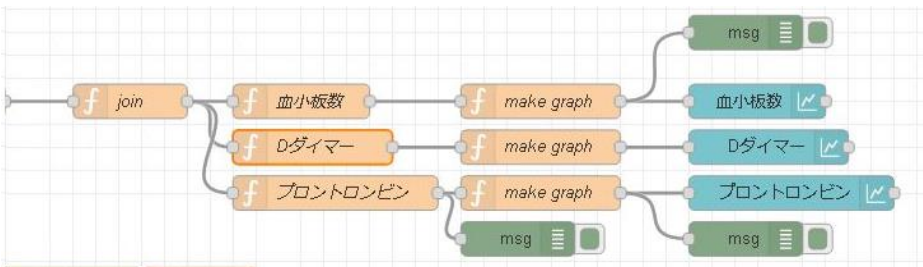 msg
join
血小板数
make graph
血小板数
Dダイマー
make graph
Dダイマー
プロントロンビン
make graph
プロントロンビン
msg
msg